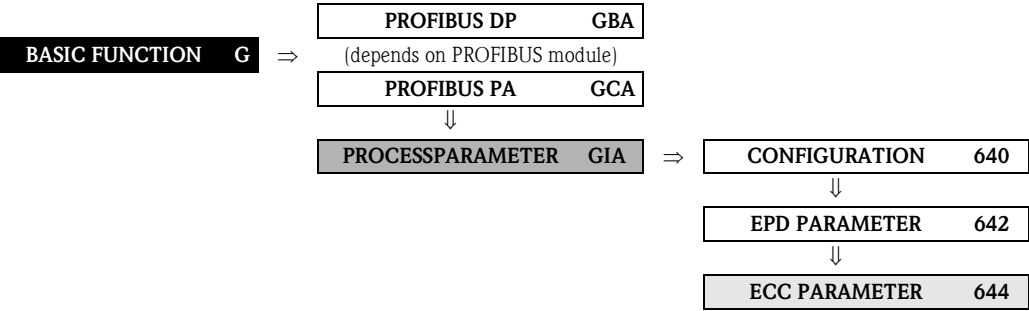 PROFIBUS DP GBA
BASIC FUNCTION G ⇒ (depends on PROFIBUS module)
PROFIBUS PA GCA
⇓
PROCESSPARAMETER GIA ⇒ CONFIGURATION 640
⇓
EPD PARAMETER 642
⇓
ECC PARAMETER 644